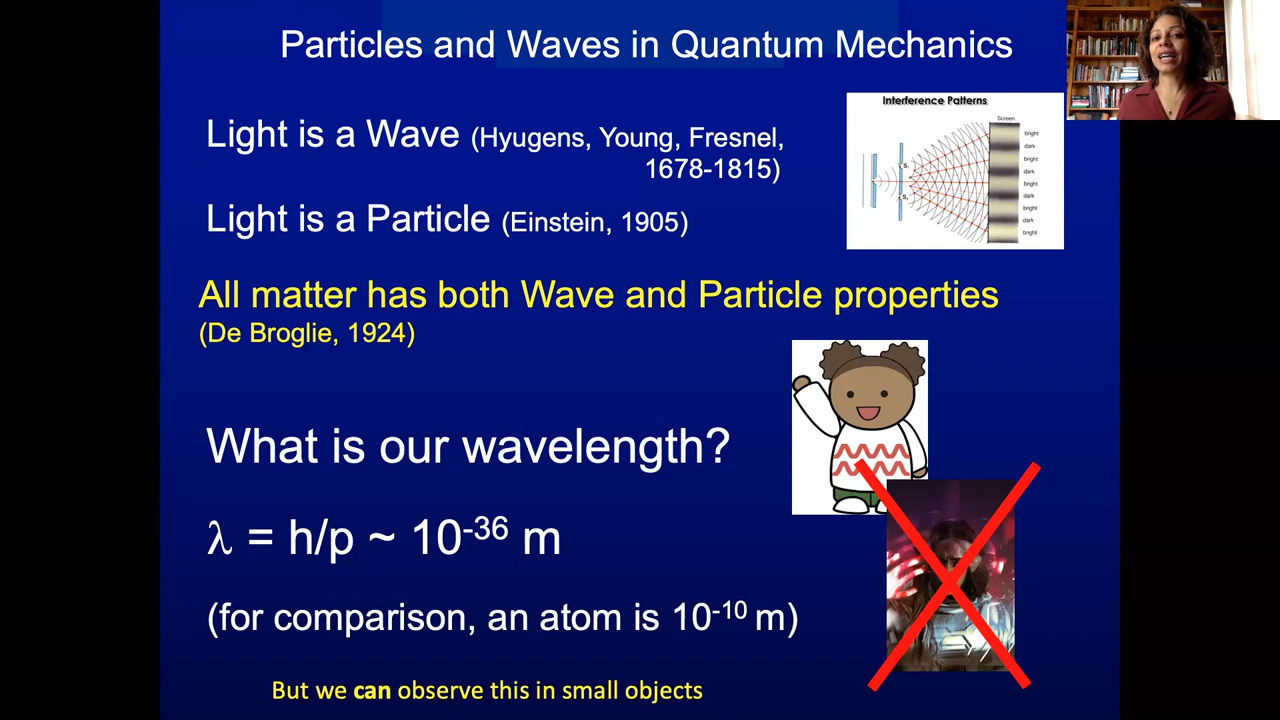 Particles and Waves in Quantum Mechanics
Light is a Wave (Hyugens, Young, Fresnel,
1678-1815)
Light is a Particle (Einstein, 1905)
Interference Patterns
Screen
bright
dark
bright
dark
bright
dark
bright
dark
bright
All matter has both Wave and Particle properties
(De Broglie, 1924)
What is our wavelength?
λ = h/p ~ 10⁻³⁶ m
(for comparison, an atom is 10⁻¹⁰ m)
But we can observe this in small objects